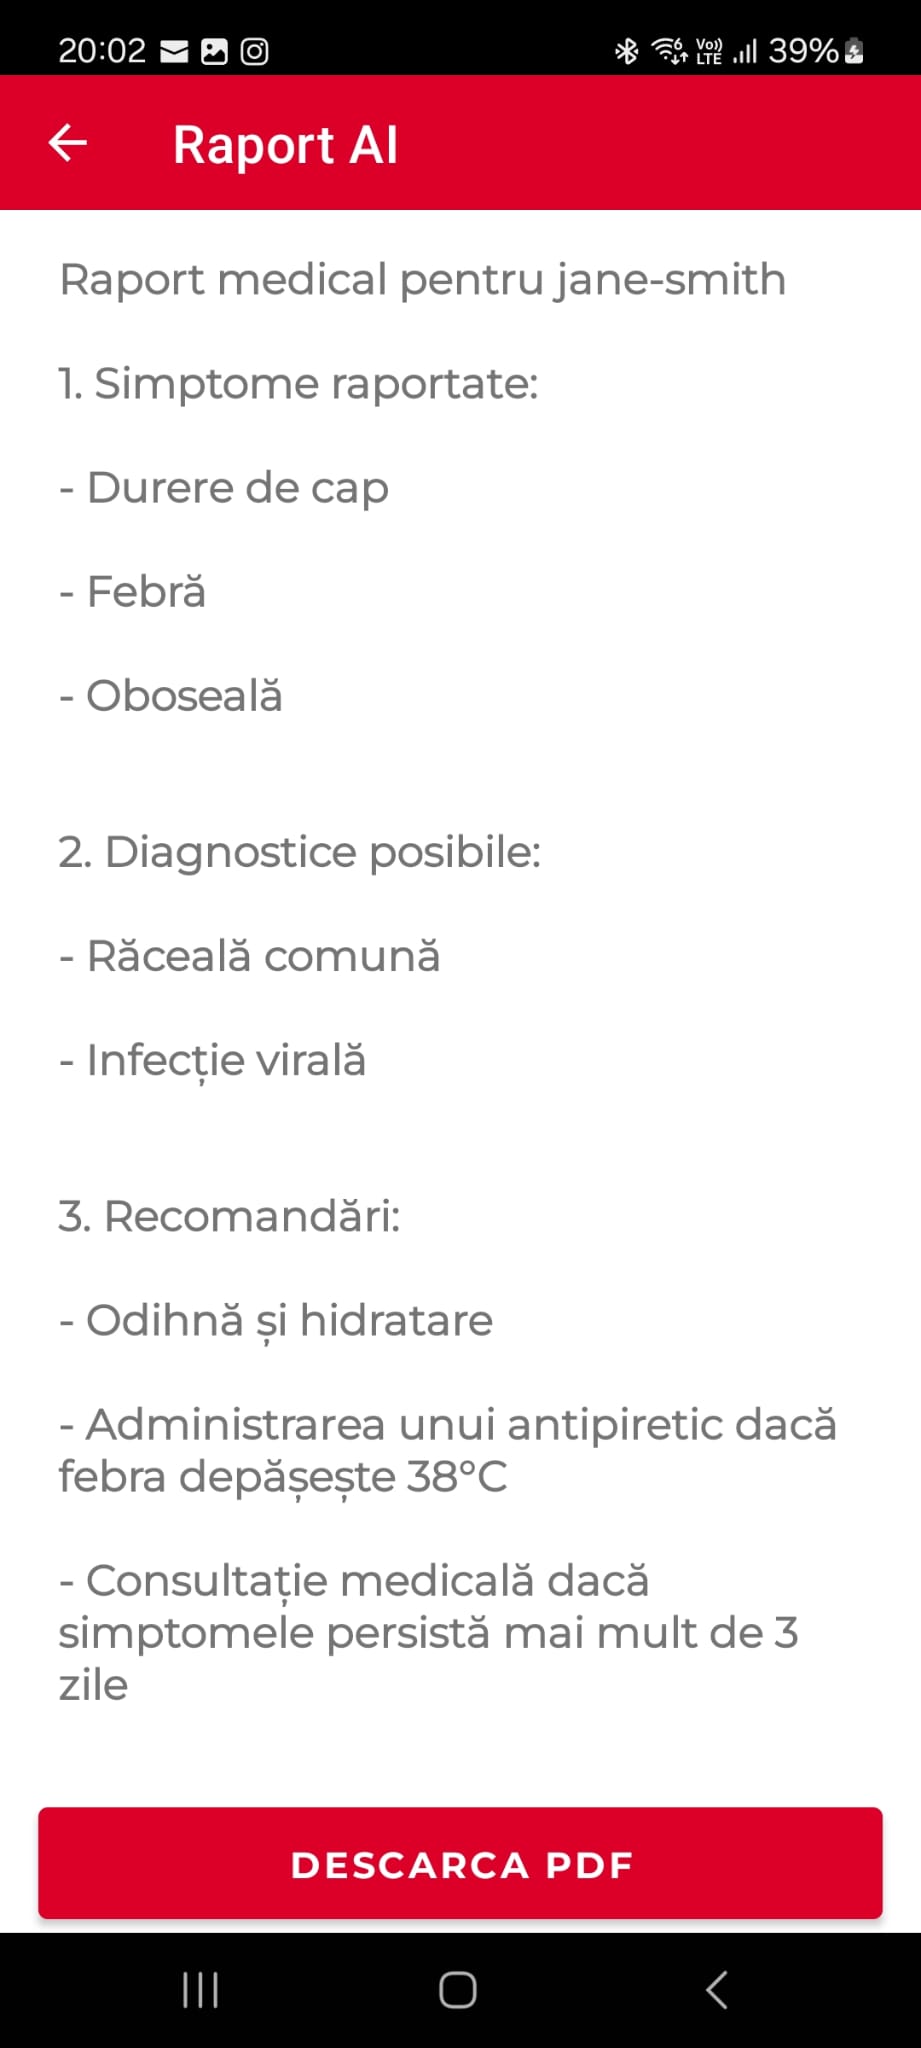 20:02
Vo))
LTE
39%
Raport AI
Raport medical pentru jane-smith
1. Simptome raportate:
- Durere de cap
- Febră
- Oboseală
2. Diagnostice posibile:
- Răceală comună
- Infecție virală
3. Recomandări:
- Odihnă și hidratare
- Administrarea unui antipiretic dacă
febra depășește 38°C
- Consultație medicală dacă
simptomele persistă mai mult de 3
zile
DESCARCA PDF